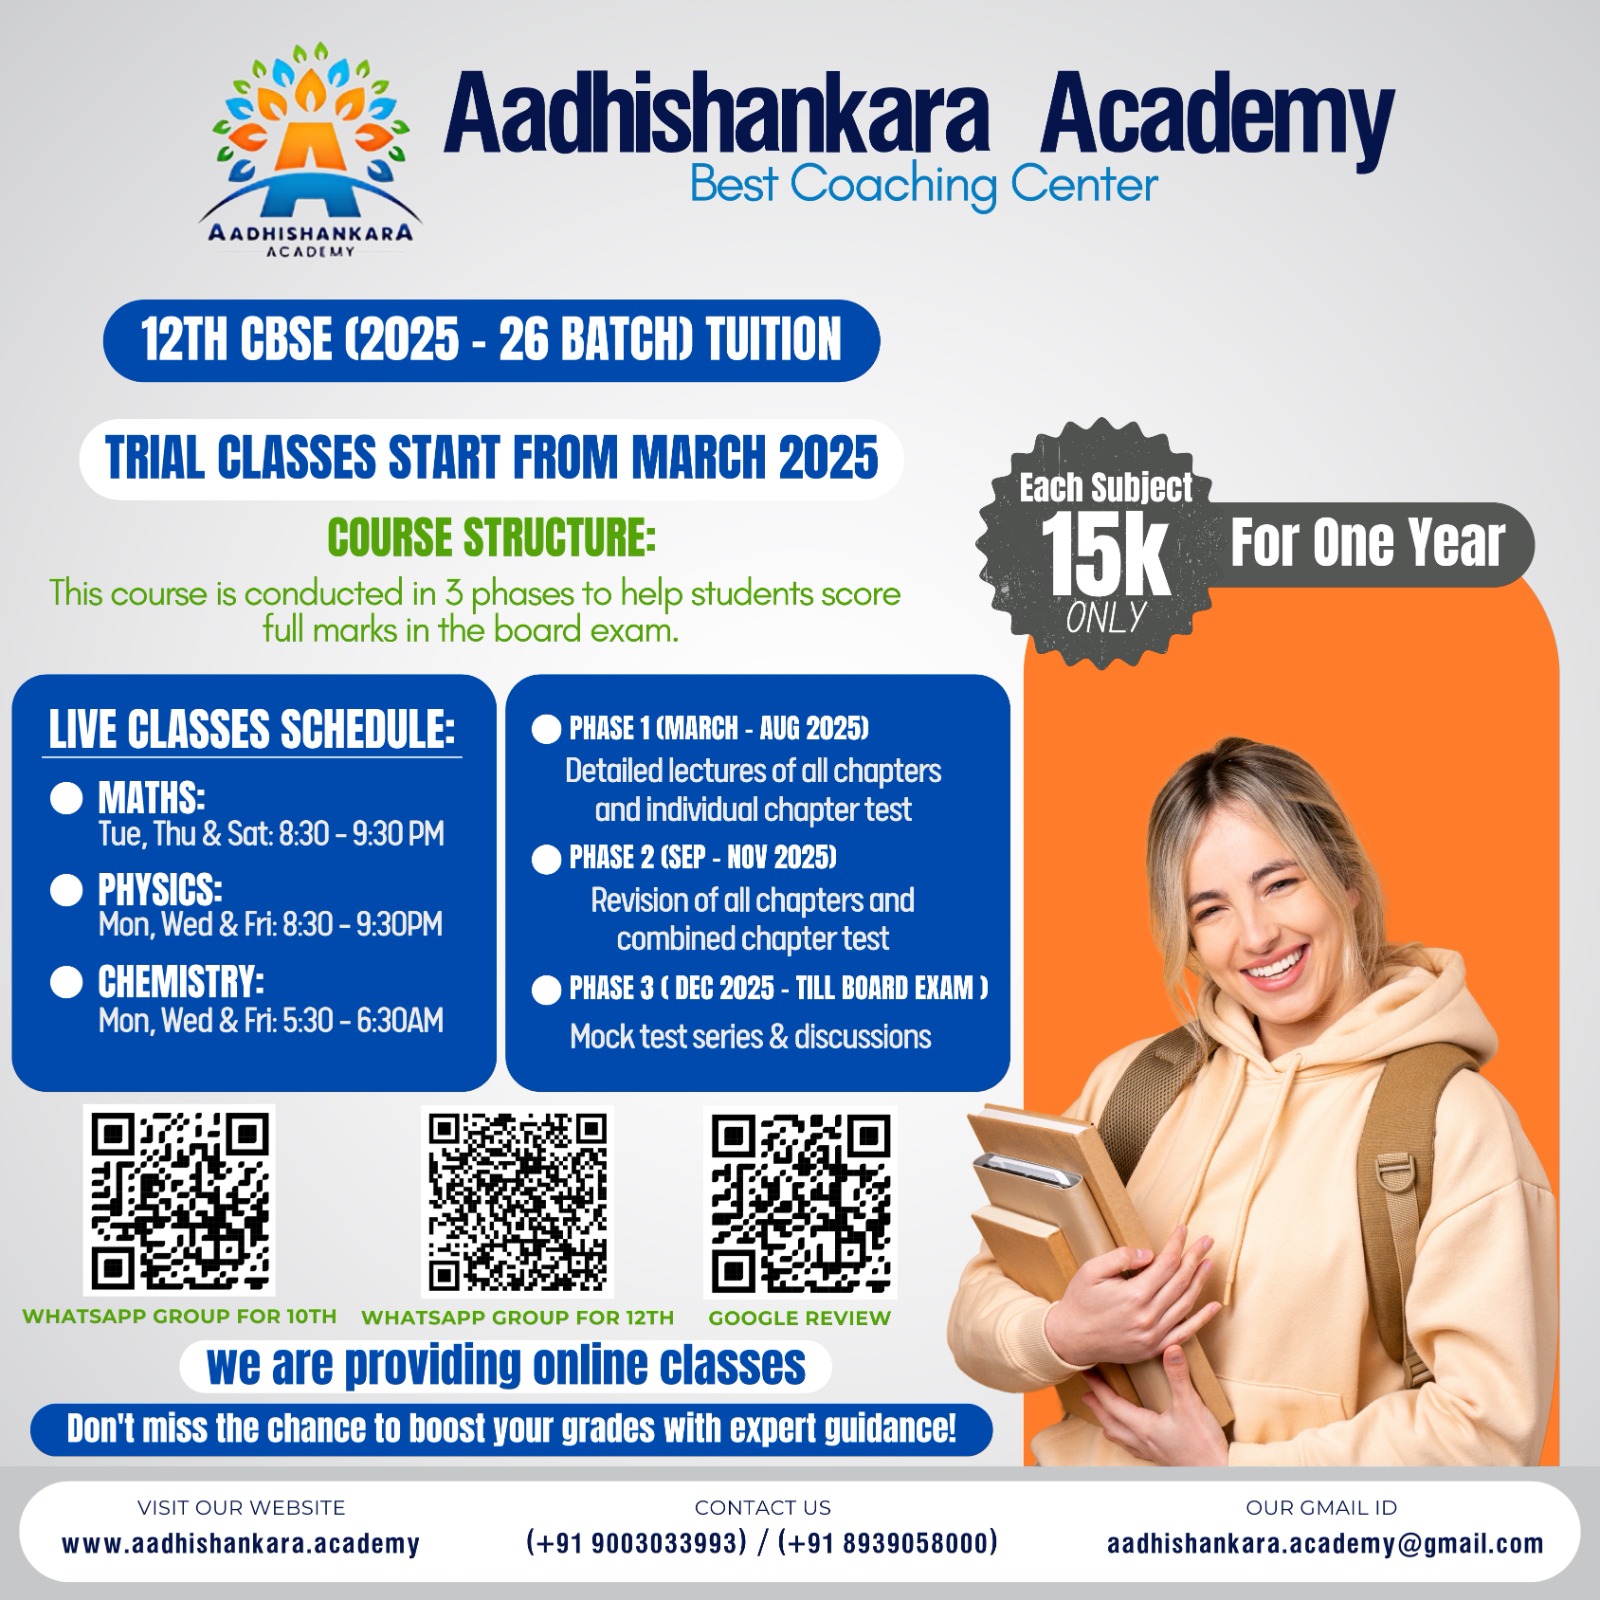 AADHISHANKARA
ACADEMY
Aadhishankara Academy
Best Coaching Center
12TH CBSE (2025 - 26 BATCH) TUITION
TRIAL CLASSES START FROM MARCH 2025
COURSE STRUCTURE:
This course is conducted in 3 phases to help students score
full marks in the board exam.
Each Subject
15k
ONLY
For One Year
LIVE CLASSES SCHEDULE:
MATHS:
Tue, Thu & Sat: 8:30 - 9:30 PM
PHYSICS:
Mon, Wed & Fri: 8:30 - 9:30PM
CHEMISTRY:
Mon, Wed & Fri: 5:30 - 6:30AM
PHASE 1 (MARCH - AUG 2025)
Detailed lectures of all chapters
and individual chapter test
PHASE 2 (SEP - NOV 2025)
Revision of all chapters and
combined chapter test
PHASE 3 ( DEC 2025 - TILL BOARD EXAM )
Mock test series & discussions
WHATSAPP GROUP FOR 10TH
WHATSAPP GROUP FOR 12TH
GOOGLE REVIEW
we are providing online classes
Don't miss the chance to boost your grades with expert guidance!
VISIT OUR WEBSITE
www.aadhishankara.academy
CONTACT US
(+91 9003033993) / (+91 8939058000)
OUR GMAIL ID
aadhishankara.academy@gmail.com